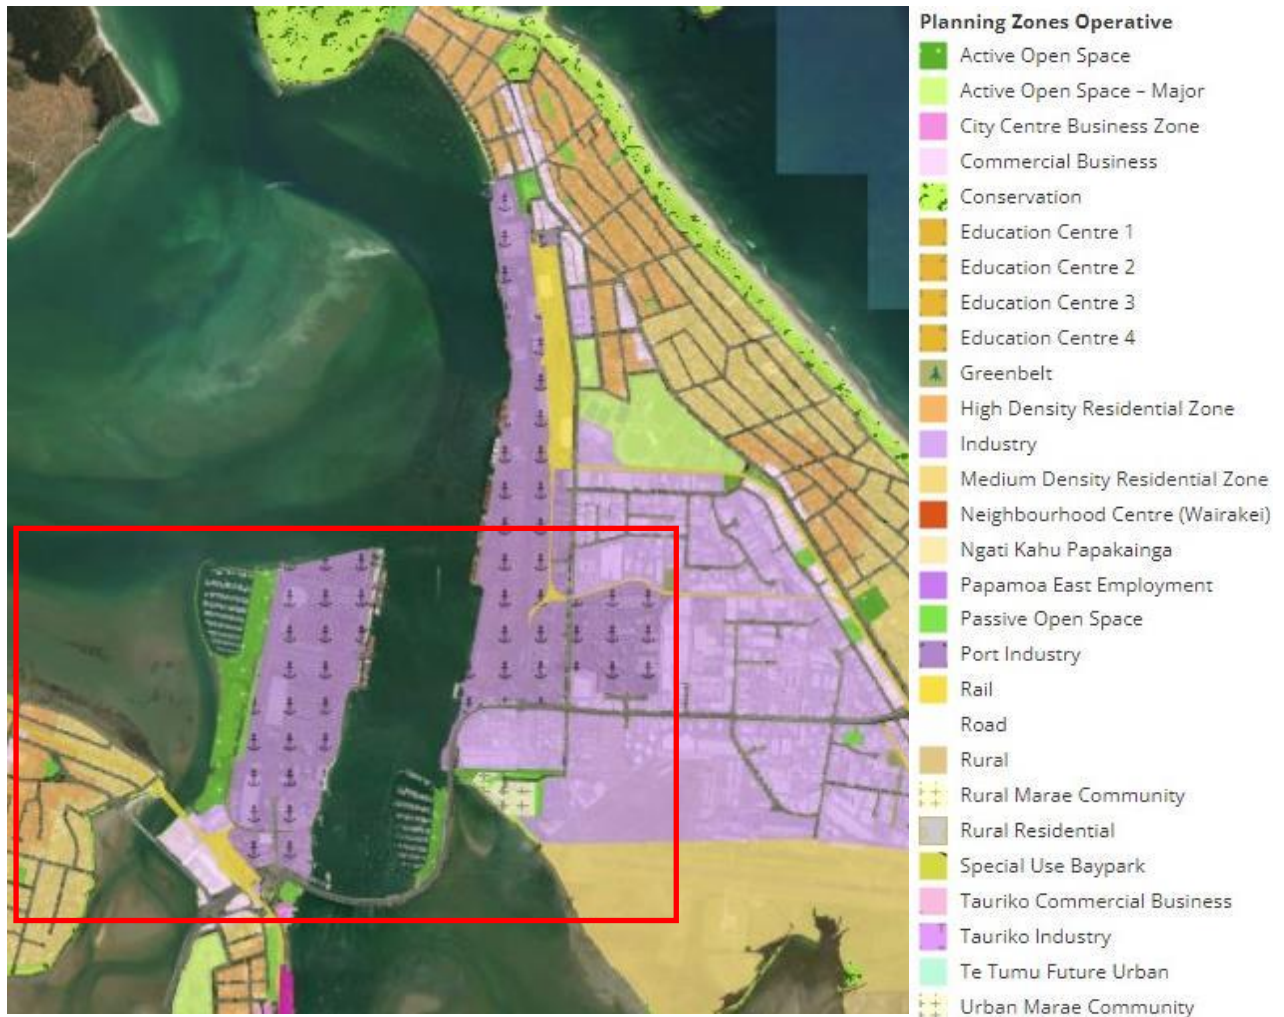 Planning Zones Operative
Active Open Space
Active Open Space – Major
City Centre Business Zone
Commercial Business
Conservation
Education Centre 1
Education Centre 2
Education Centre 3
Education Centre 4
Greenbelt
High Density Residential Zone
Industry
Medium Density Residential Zone
Neighbourhood Centre (Wairakei)
Ngati Kahu Papakainga
Papamoa East Employment
Passive Open Space
Port Industry
Rail
Road
Rural
Rural Marae Community
Rural Residential
Special Use Baypark
Tauriko Commercial Business
Tauriko Industry
Te Tumu Future Urban
Urban Marae Community